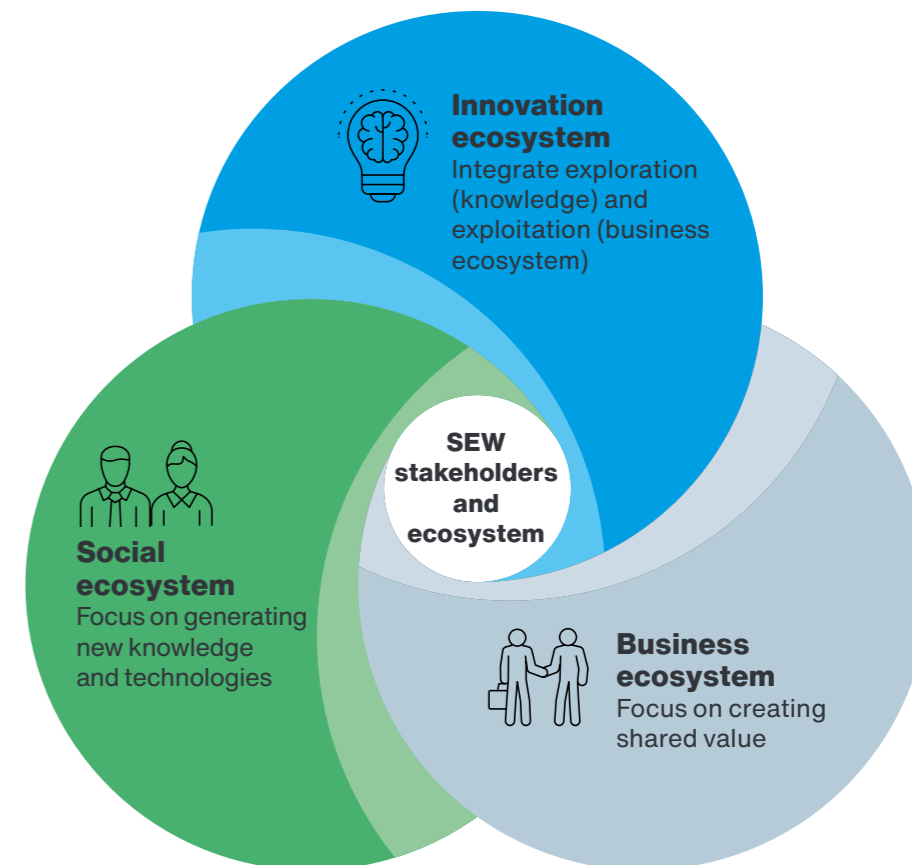 Innovation
ecosystem
Integrate exploration
(knowledge) and
exploitation (business
ecosystem)
SEW
stakeholders
and
ecosystem
Social
ecosystem
Focus on generating
new knowledge
and technologies
Business
ecosystem
Focus on creating
shared value